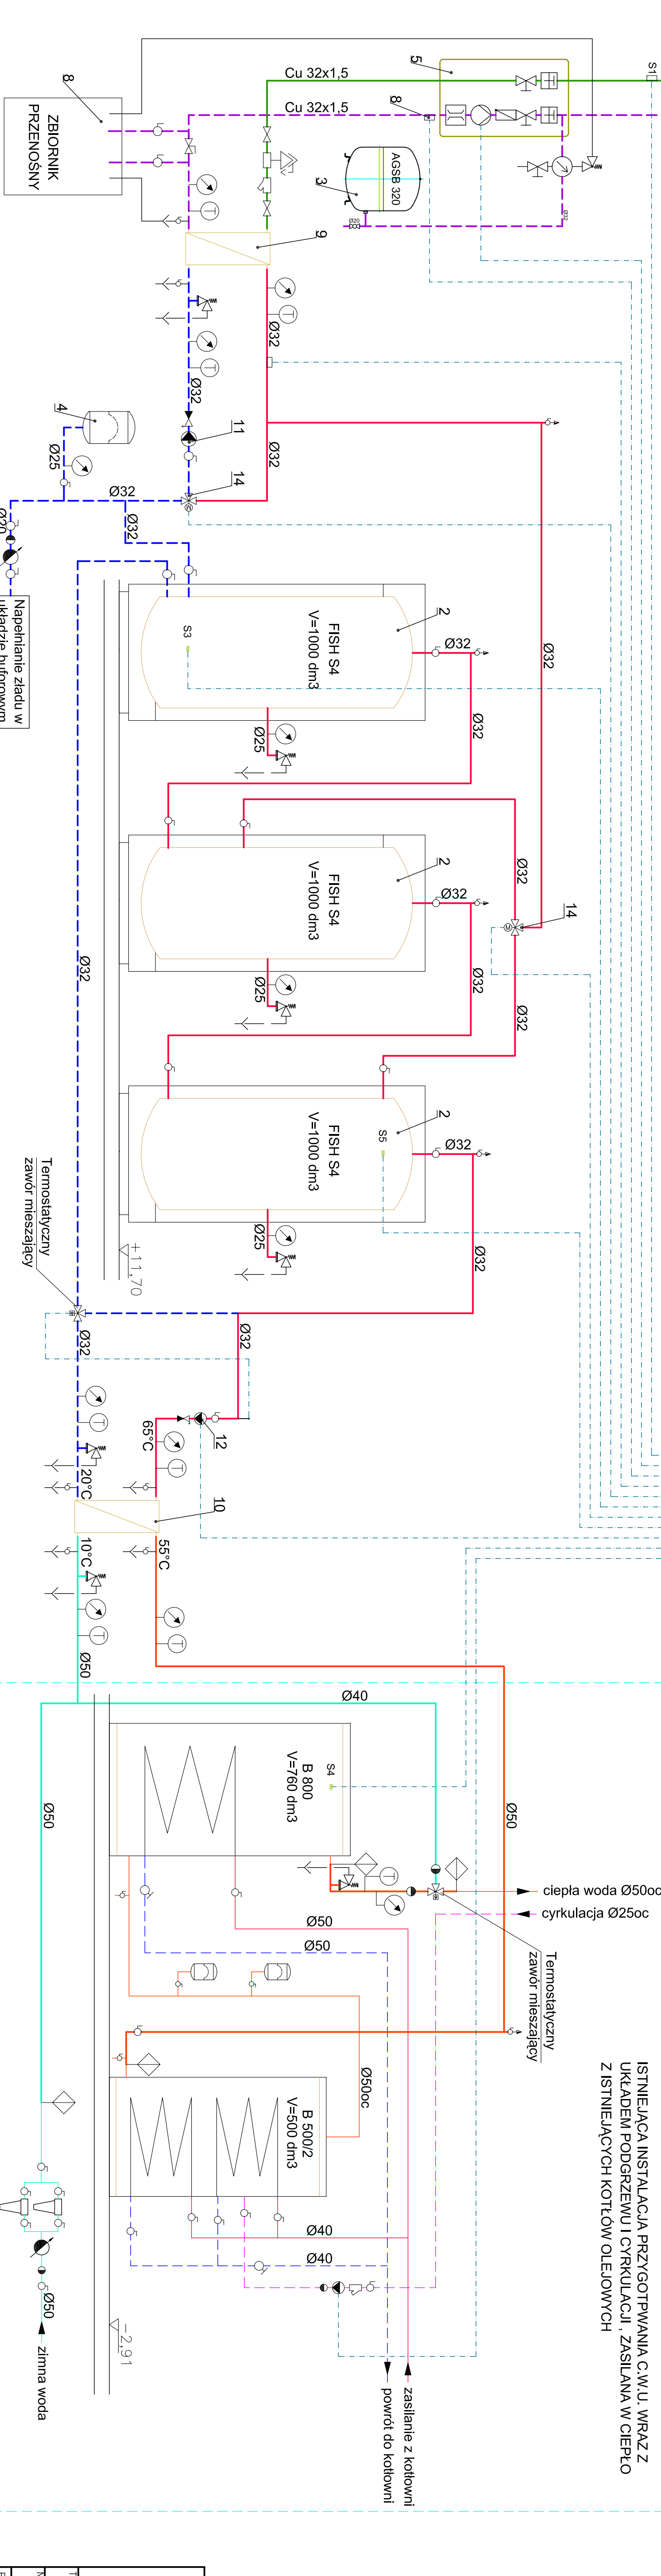 S1
5
Cu 32x1,5
Cu 32x1,5
8
8
ZBIORNIK
PRZENOŚNY
AGSB 320
3
Ø20
Ø32
9
Ø32
Ø32
Ø32
11
4
Ø25
14
Ø32
Ø32
Ø32
Ø20
Napełnianie zładu w
układzie buforowym
S3
FISH S4
V=1000 dm3
2
Ø32
Ø25
Ø32
Ø32
FISH S4
V=1000 dm3
2
Ø32
Ø25
Ø32
Ø32
14
Ø32
Ø32
FISH S4
V=1000 dm3
S5
2
Ø32
Ø25
Ø32
+11,70
Termostatyczny
zawór mieszający
Ø32
Ø32
12
65°C
20°C
10
10°C
55°C
Ø50
Ø40
Ø50
Ø50
B 800
V=760 dm3
S4
ciepła woda Ø50oc
cyrkulacja Ø25oc
Termostatyczny
zawór mieszający
Ø50
Ø50
Ø50oc
B 500/2
V=500 dm3
Ø40
Ø40
ISTNIEJĄCA INSTALACJA PRZYGOTPWANIA C.W.U. WRAZ Z
UKŁADEM PODGRZEWU I CYRKULACJI , ZASILANA W CIEPŁO
Z ISTNIEJĄCYCH KOTŁÓW OLEJOWYCH
Ø50
-2,91
zimna woda
zasilanie z kotłowni
powrót do kotłowni